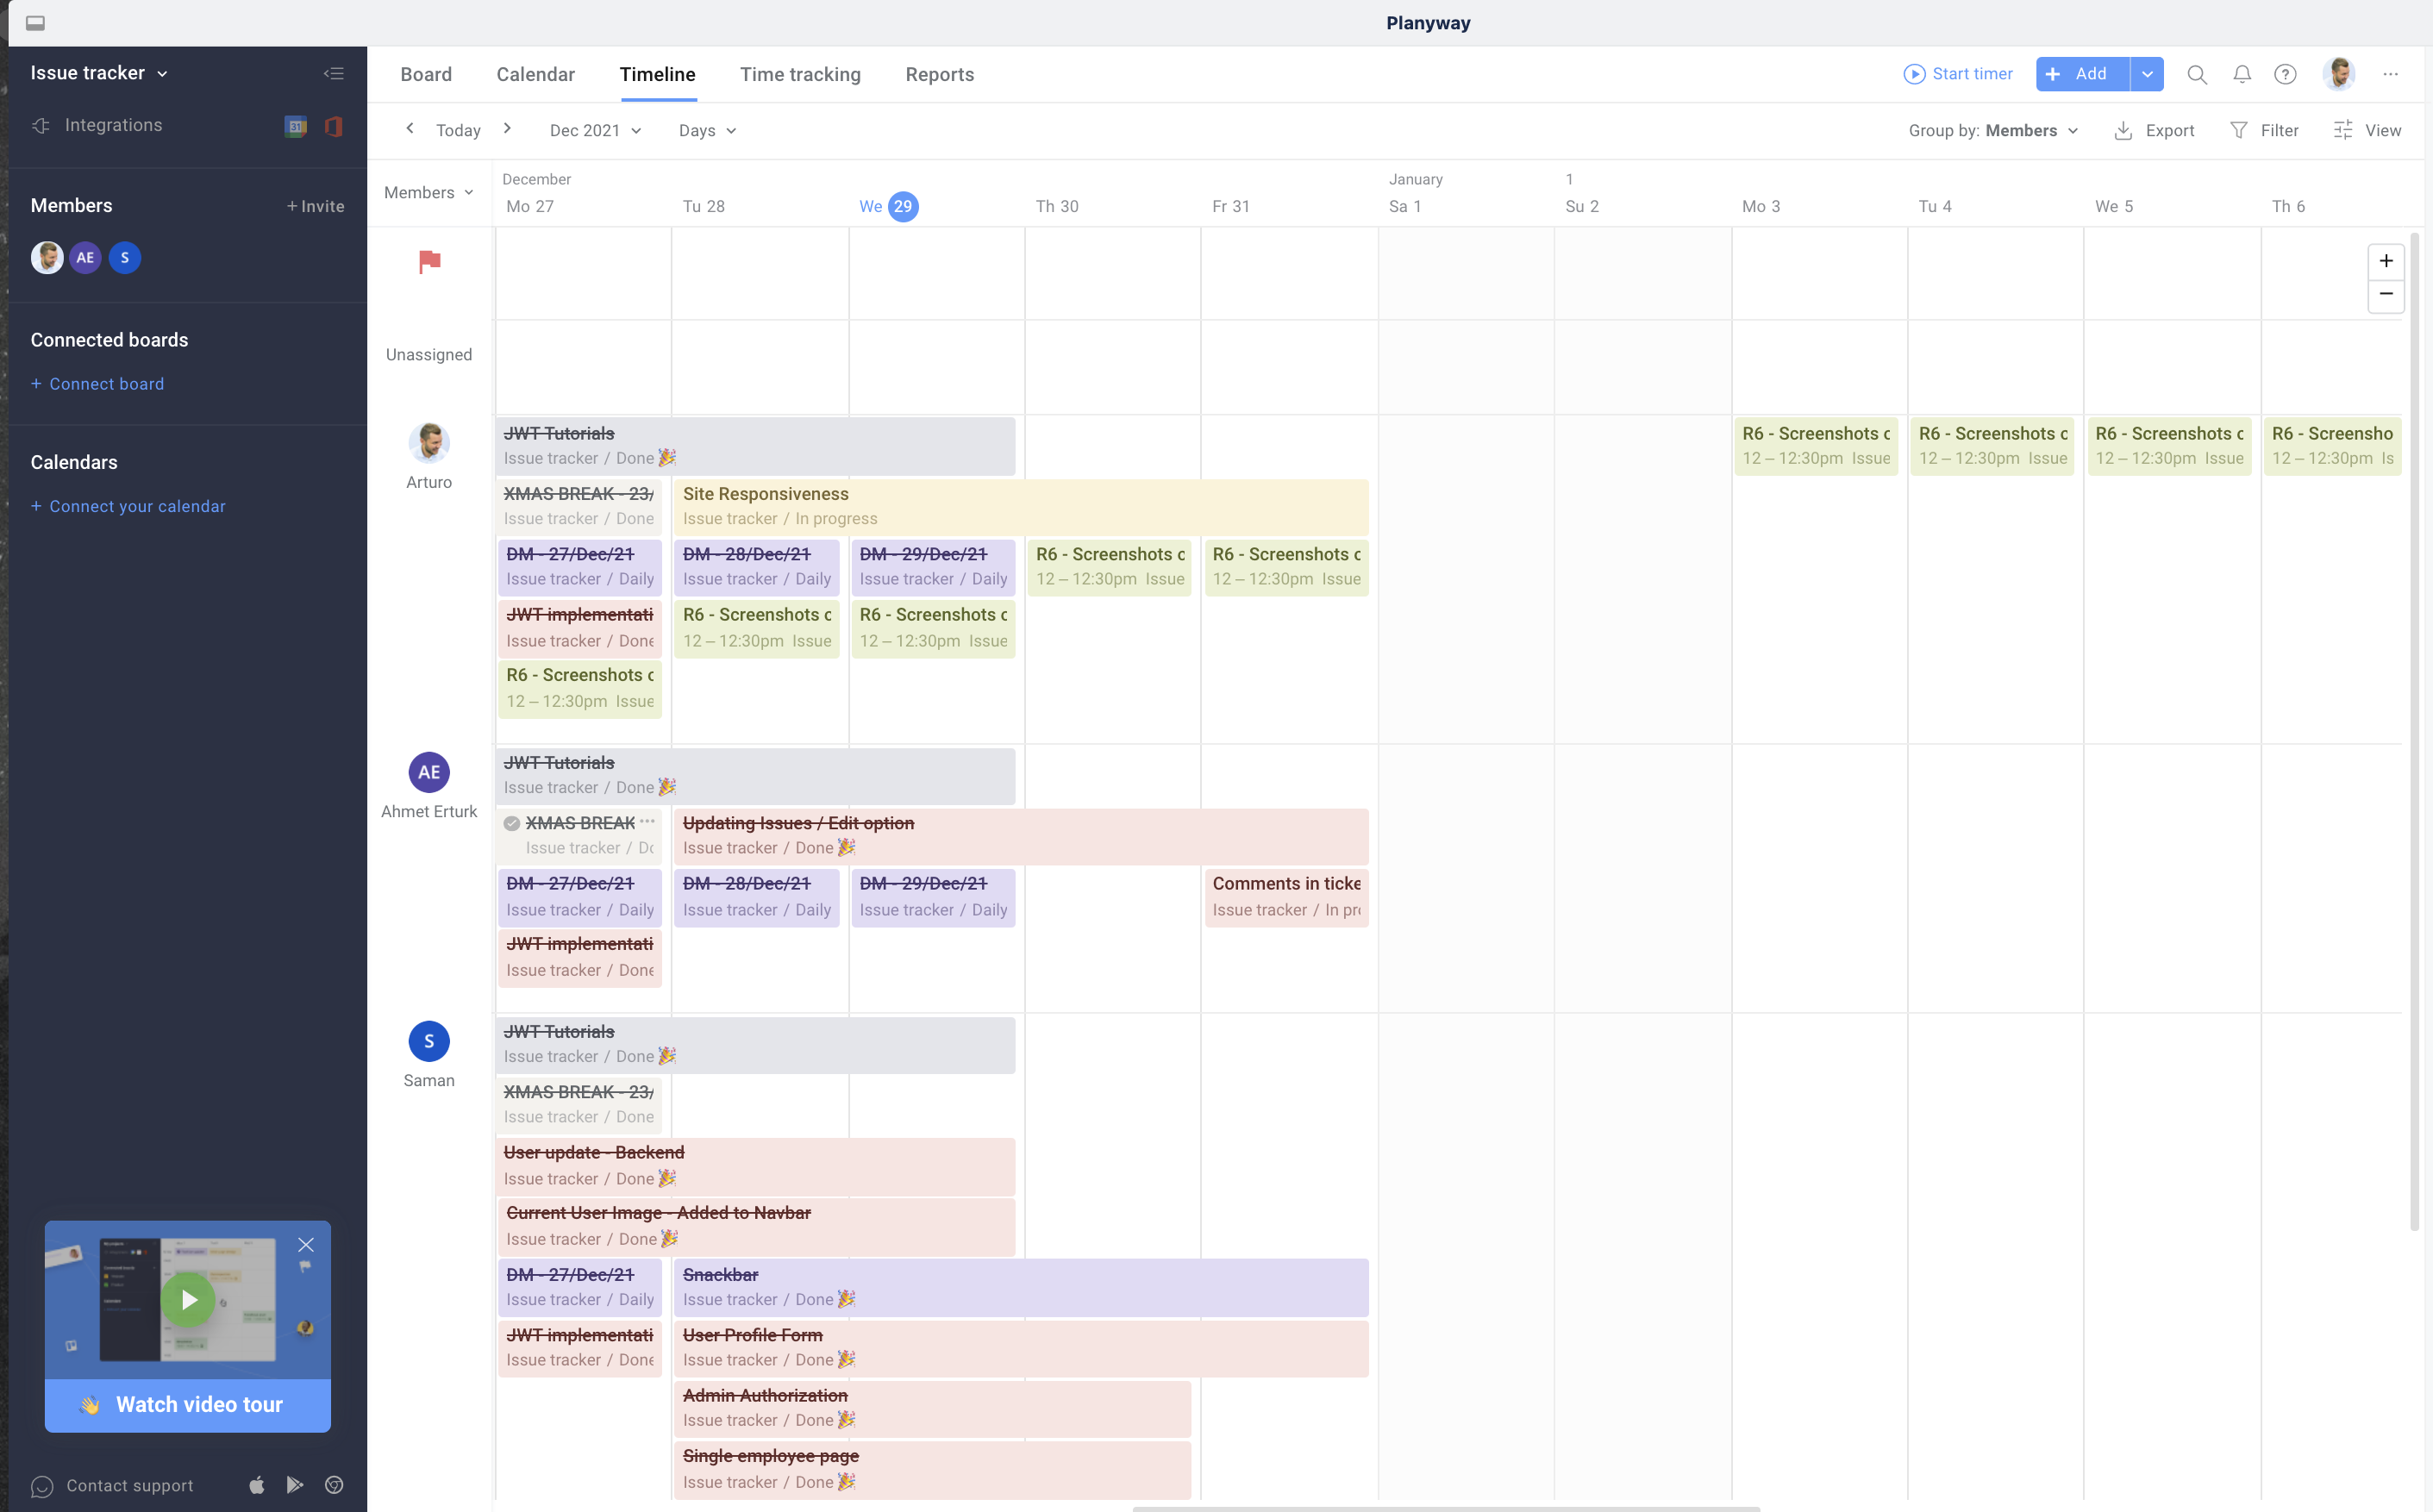 Planyway
Issue tracker
Integrations
31
Members
+ Invite
AE
S
Connected boards
+ Connect board
Calendars
+ Connect your calendar
Watch video tour
Contact support
Board
Calendar
Timeline
Time tracking
Reports
Start timer
+ Add
Today
Dec 2021
Days
Group by: Members
Export
Filter
View
Members
December
January
1
Mo 27
Tu 28
We 29
Th 30
Fr 31
Sa 1
Su 2
Mo 3
Tu 4
We 5
Th 6
+
−
Unassigned
Arturo
JWT Tutorials
Issue tracker / Done 🎉
R6 - Screenshots c
12 – 12:30pm Issue
R6 - Screenshots c
12 – 12:30pm Issue
R6 - Screenshots c
12 – 12:30pm Issue
R6 - Screensho
12 – 12:30pm Is
XMAS BREAK - 23/
Issue tracker / Done
Site Responsiveness
Issue tracker / In progress
DM - 27/Dec/21
Issue tracker / Daily
DM - 28/Dec/21
Issue tracker / Daily
DM - 29/Dec/21
Issue tracker / Daily
R6 - Screenshots c
12 – 12:30pm Issue
R6 - Screenshots c
12 – 12:30pm Issue
JWT implementati
Issue tracker / Done
R6 - Screenshots c
12 – 12:30pm Issue
R6 - Screenshots c
12 – 12:30pm Issue
R6 - Screenshots c
12 – 12:30pm Issue
AE
Ahmet Erturk
JWT Tutorials
Issue tracker / Done 🎉
XMAS BREAK ···
Issue tracker / Do
Updating Issues / Edit option
Issue tracker / Done 🎉
DM - 27/Dec/21
Issue tracker / Daily
DM - 28/Dec/21
Issue tracker / Daily
DM - 29/Dec/21
Issue tracker / Daily
Comments in ticke
Issue tracker / In pro
JWT implementati
Issue tracker / Done
S
Saman
JWT Tutorials
Issue tracker / Done 🎉
XMAS BREAK - 23/
Issue tracker / Done
User update - Backend
Issue tracker / Done 🎉
Current User Image - Added to Navbar
Issue tracker / Done 🎉
DM - 27/Dec/21
Issue tracker / Daily
Snackbar
Issue tracker / Done 🎉
JWT implementati
Issue tracker / Done
User Profile Form
Issue tracker / Done 🎉
Admin Authorization
Issue tracker / Done 🎉
Single employee page
Issue tracker / Done 🎉